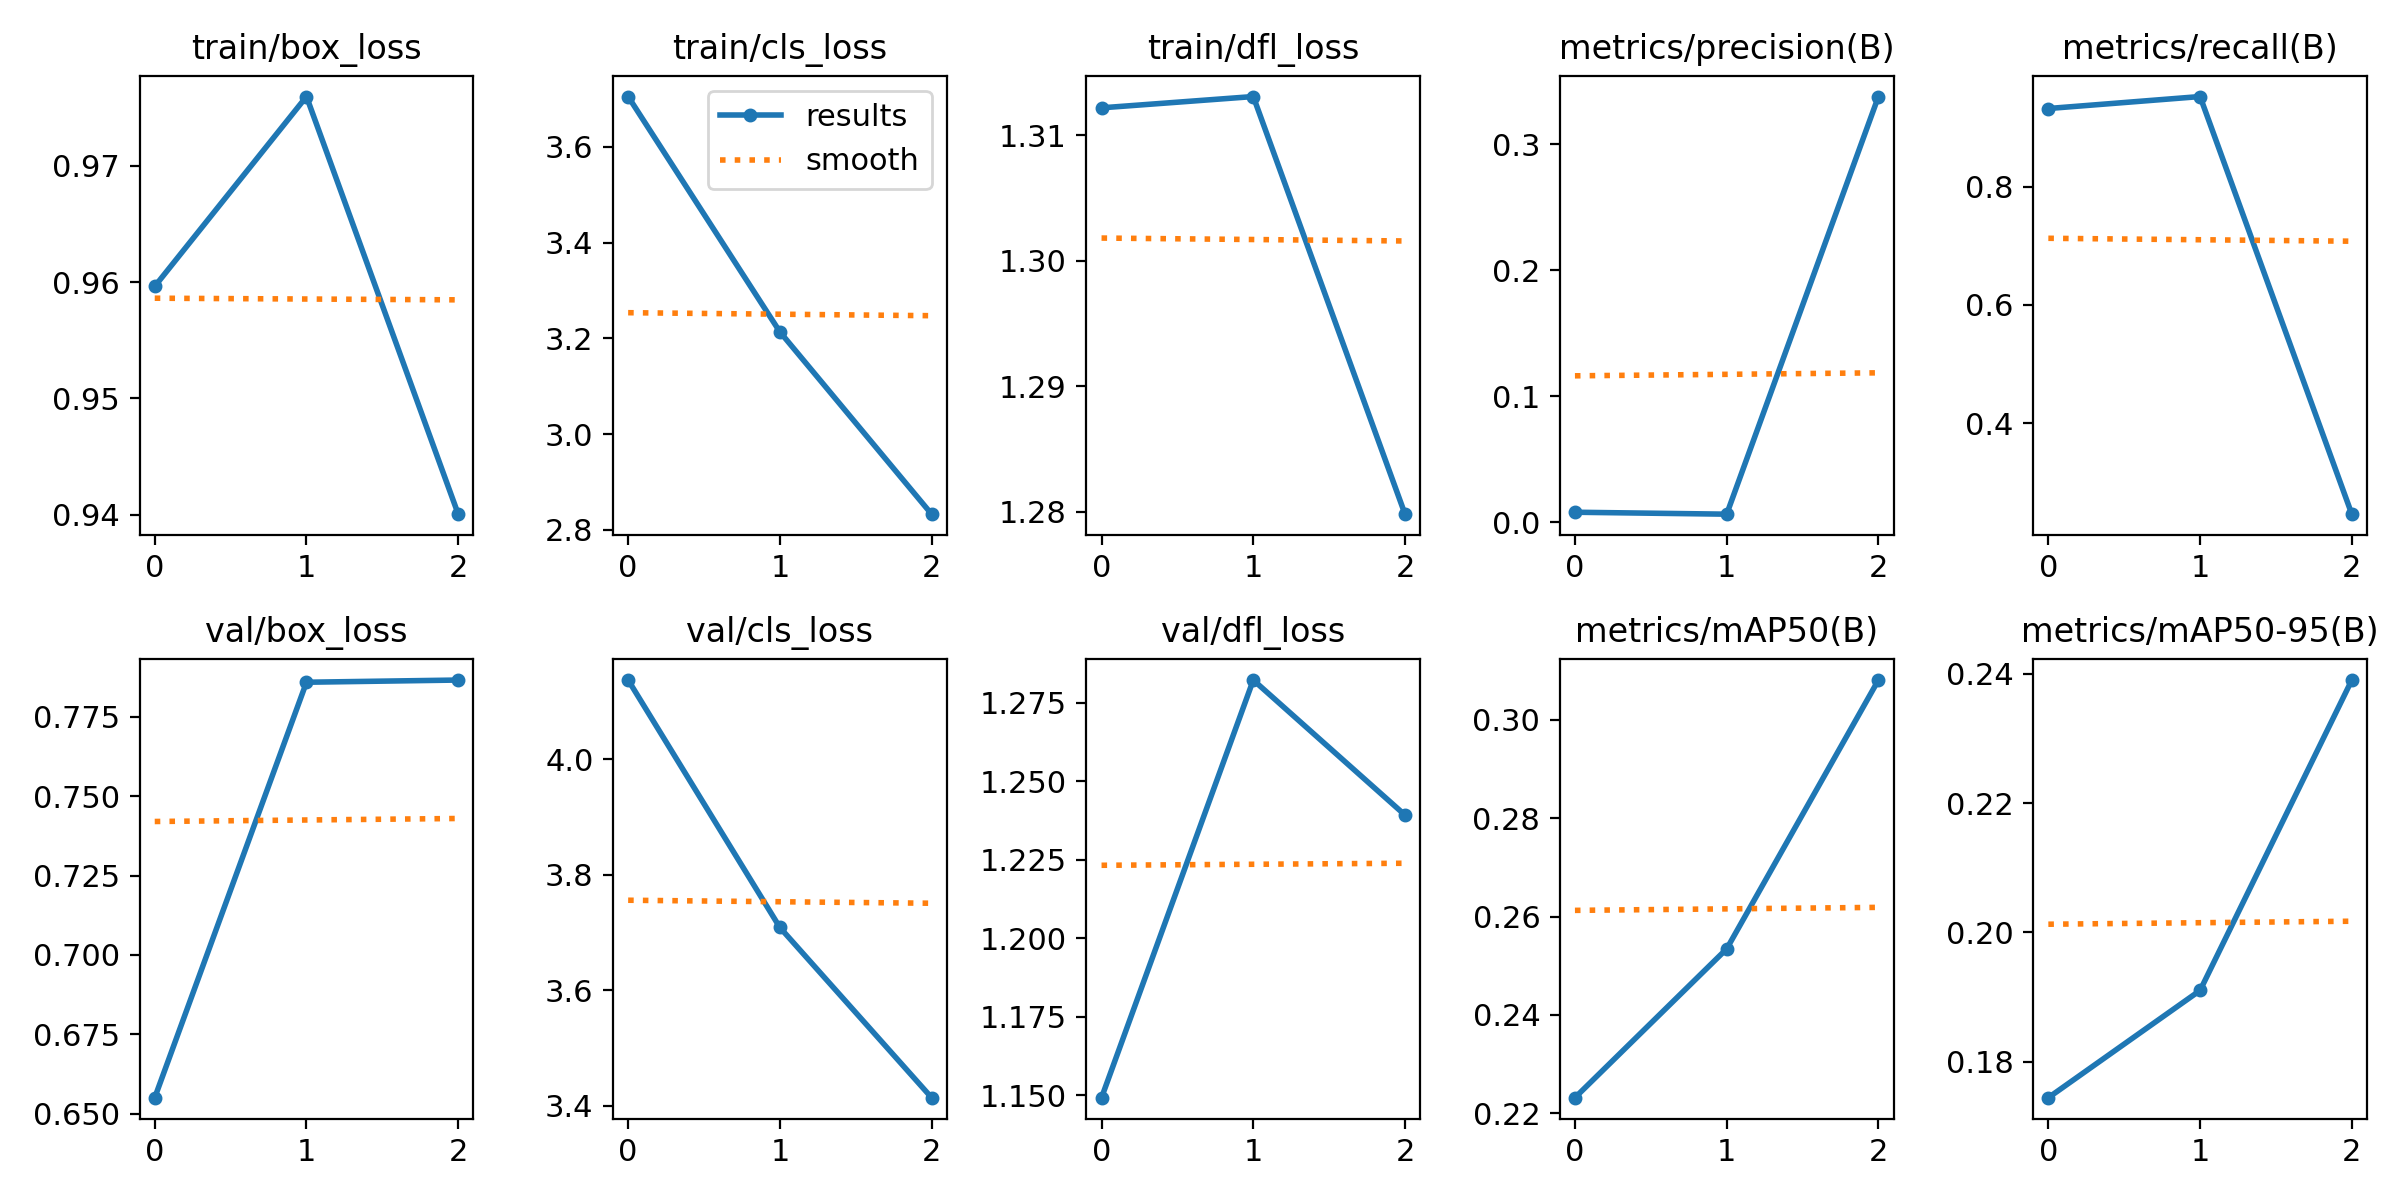 train/box_loss
0.97
0.96
0.95
0.94
0 1 2
train/cls_loss
results
smooth
3.6
3.4
3.2
3.0
2.8
0 1 2
train/dfl_loss
1.31
1.30
1.29
1.28
0 1 2
metrics/precision(B)
0.3
0.2
0.1
0.0
0 1 2
metrics/recall(B)
0.8
0.6
0.4
0 1 2
val/box_loss
0.775
0.750
0.725
0.700
0.675
0.650
0 1 2
val/cls_loss
4.0
3.8
3.6
3.4
0 1 2
val/dfl_loss
1.275
1.250
1.225
1.200
1.175
1.150
0 1 2
metrics/mAP50(B)
0.30
0.28
0.26
0.24
0.22
0 1 2
metrics/mAP50-95(B)
0.24
0.22
0.20
0.18
0 1 2